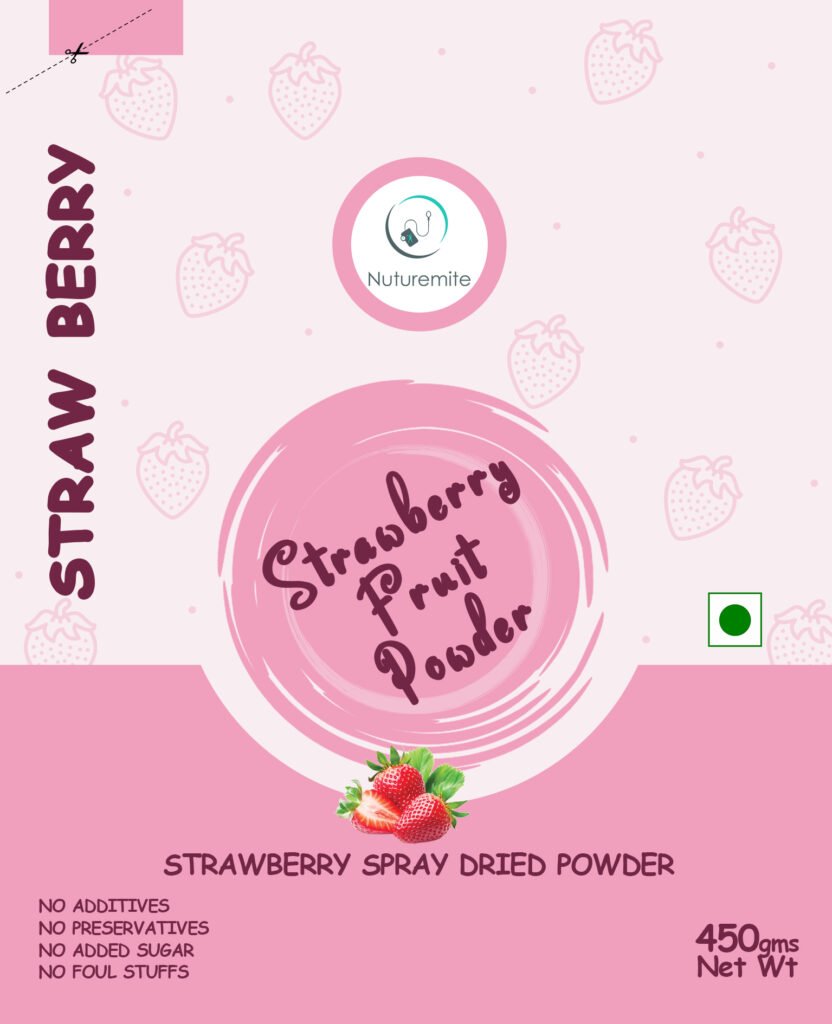 STRAW BERRY
Nuturemite
Strawberry
Fruit
Powder
STRAWBERRY SPRAY DRIED POWDER
NO ADDITIVES
NO PRESERVATIVES
NO ADDED SUGAR
NO FOUL STUFFS
450gms
Net Wt